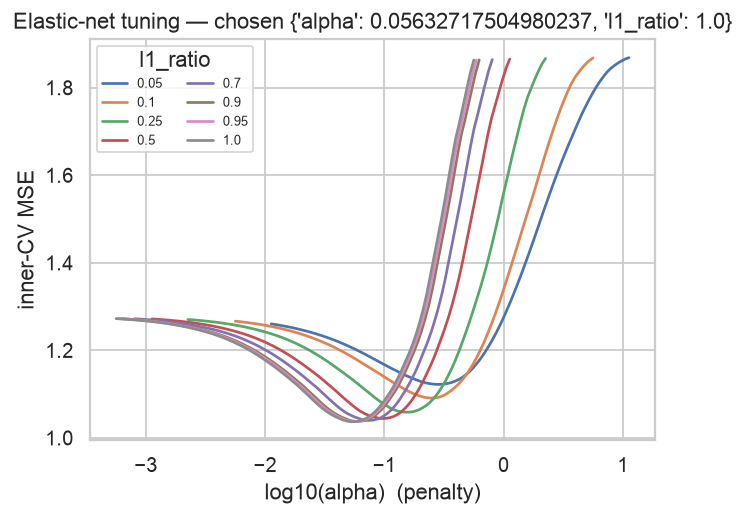 Elastic-net tuning — chosen {'alpha': 0.05632717504980237, 'l1_ratio': 1.0}
l1_ratio
0.05 0.7
0.1 0.9
0.25 0.95
0.5 1.0
inner-CV MSE
1.8
1.6
1.4
1.2
1.0
−3 −2 −1 0 1
log10(alpha) (penalty)